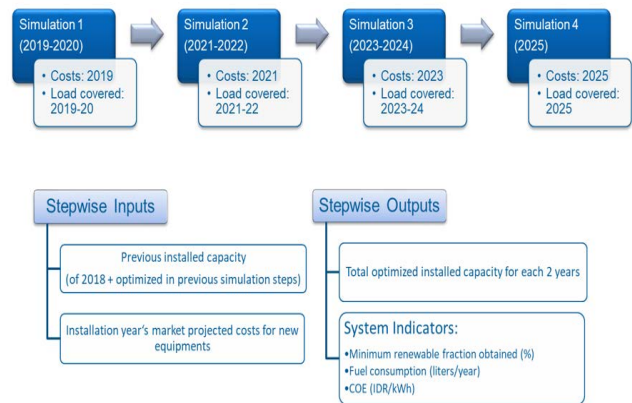 Simulation 1
(2019-2020)
• Costs: 2019
• Load covered:
2019-20
Simulation 2
(2021-2022)
• Costs: 2021
• Load covered:
2021-22
Simulation 3
(2023-2024)
• Costs: 2023
• Load covered:
2023-24
Simulation 4
(2025)
• Costs: 2025
• Load covered:
2025
Stepwise Inputs
Previous installed capacity
(of 2018 + optimized in previous simulation steps)
Installation year's market projected costs for new
equipments
Stepwise Outputs
Total optimized installed capacity for each 2 years
System Indicators:
•Minimum renewable fraction obtained (%)
•Fuel consumption (liters/year)
•COE (IDR/kWh)